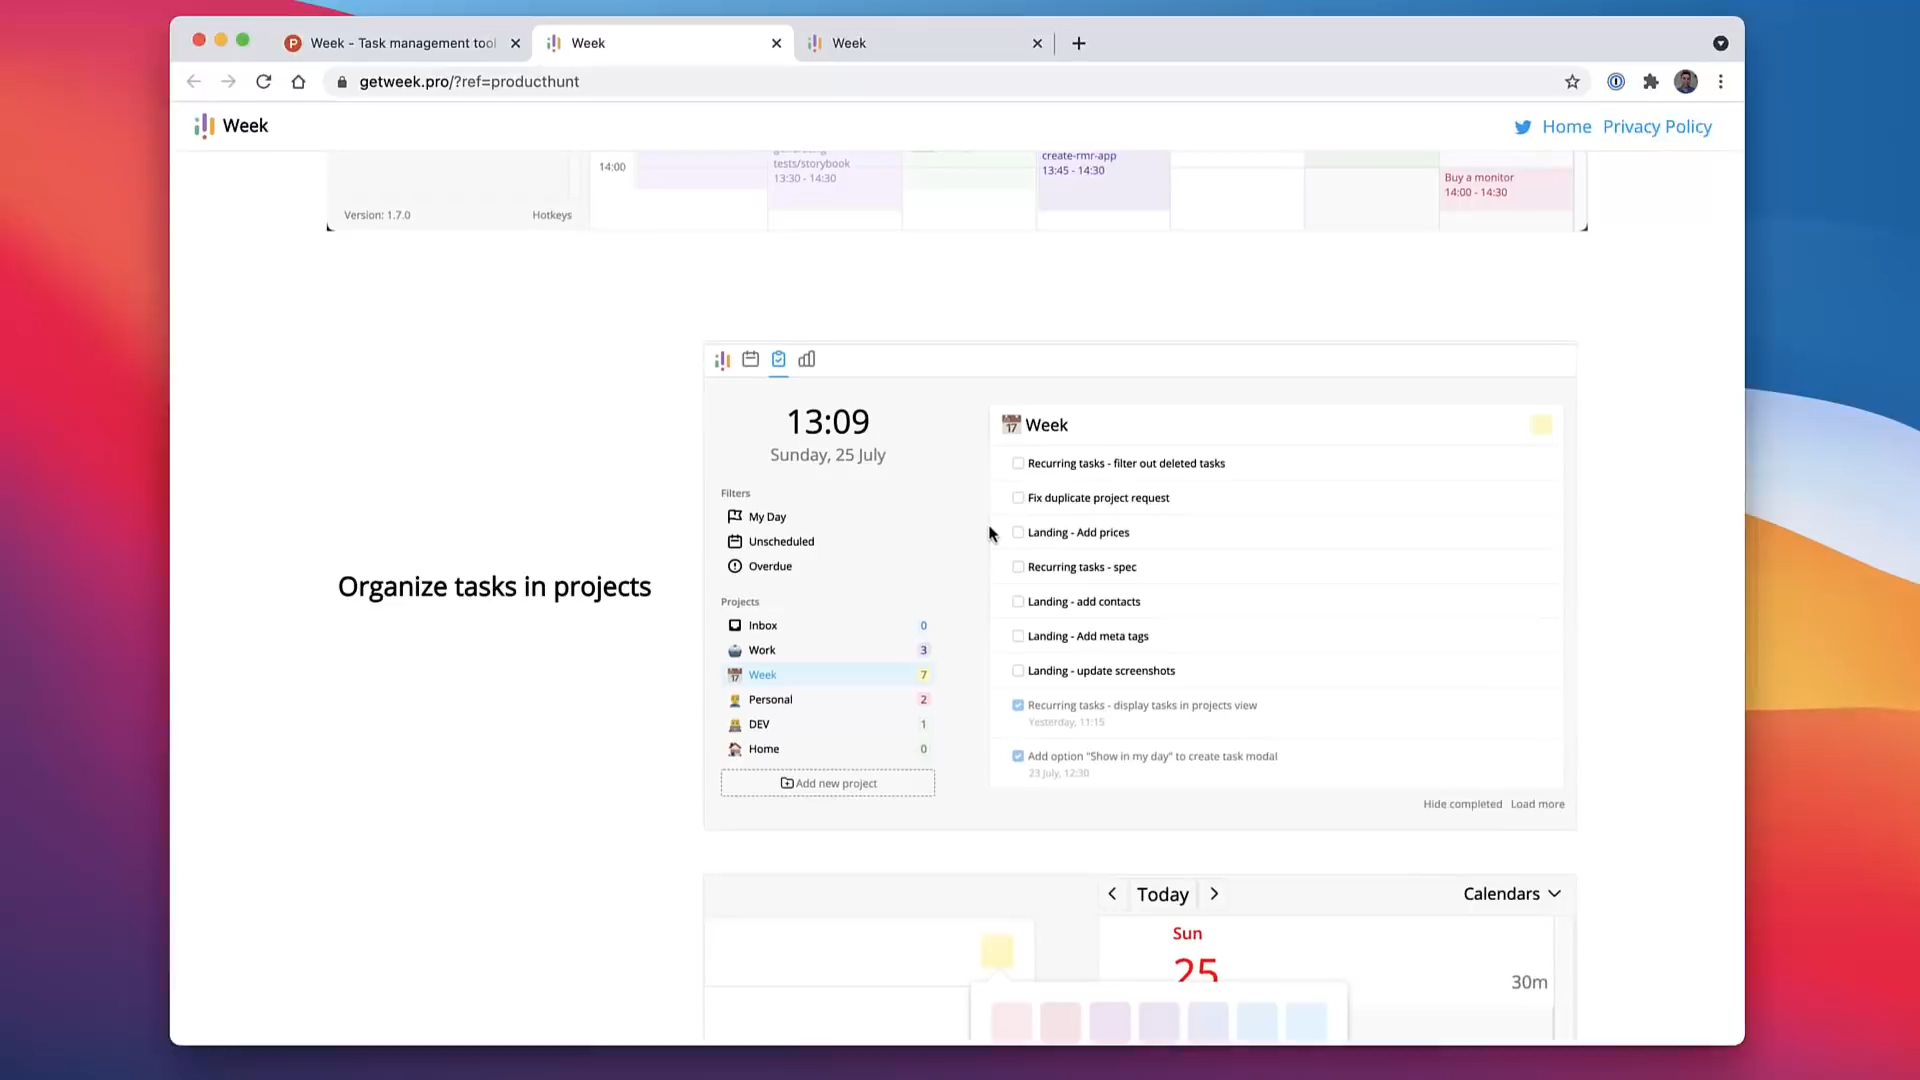 Week - Task management tool
Week
Week
getweek.pro/?ref=producthunt
Week
Home Privacy Policy
14:00
tests/storybook
13:30 - 14:30
create-rmr-app
13:45 - 14:30
Buy a monitor
14:00 - 14:30
Version: 1.7.0
Hotkeys
Organize tasks in projects
13:09
Sunday, 25 July
Filters
My Day
Unscheduled
Overdue
Projects
Inbox 0
Work 3
Week 7
Personal 2
DEV 1
Home 0
Add new project
17 Week
Recurring tasks - filter out deleted tasks
Fix duplicate project request
Landing - Add prices
Recurring tasks - spec
Landing - add contacts
Landing - Add meta tags
Landing - update screenshots
Recurring tasks - display tasks in projects view
Yesterday, 11:15
Add option "Show in my day" to create task modal
23 July, 12:30
Hide completed Load more
Today
Calendars
Sun
25
30m